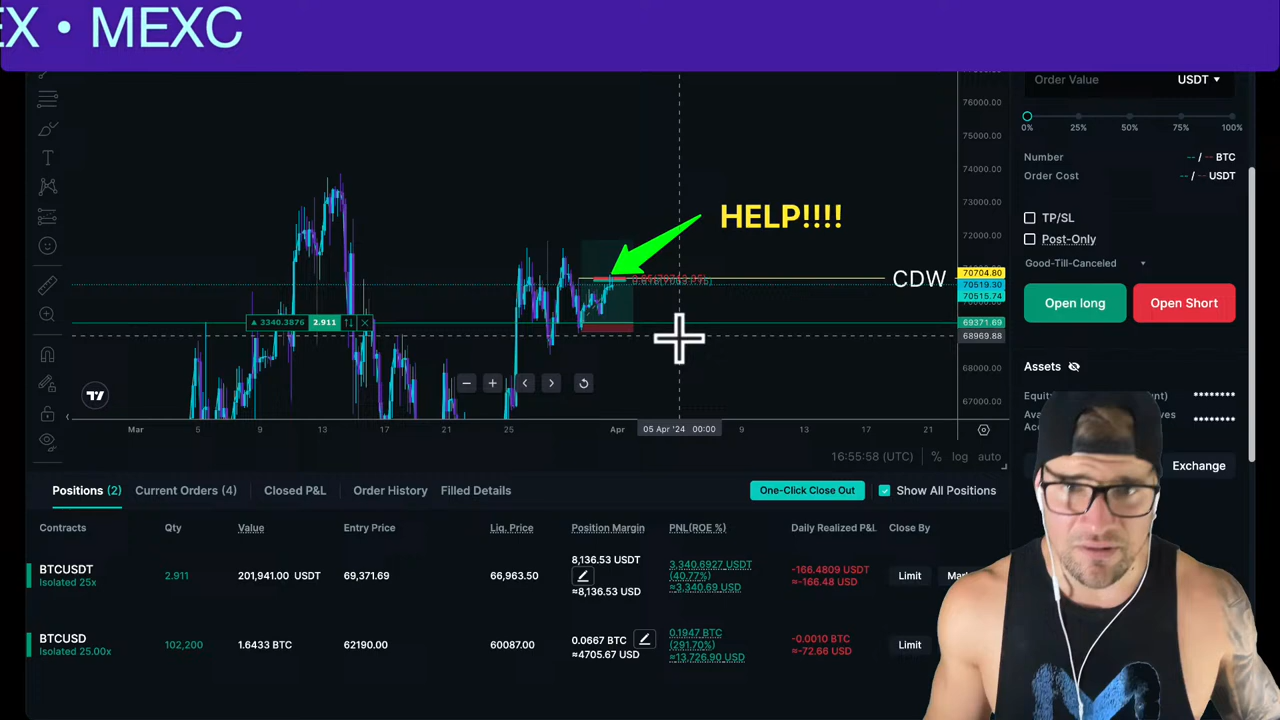 EX • MEXC
Order Value USDT
76000.00
75000.00
0% 25% 50% 75% 100%
74000.00
Number -- / -- BTC
Order Cost -- / -- USDT
73000.00
HELP!!!!
TP/SL
72000.00
Post-Only
Good-Till-Canceled
CDW
70704.80
70519.30
70515.74
Open long Open Short
3340.3876 2.911
69371.69
68969.88
68000.00
Assets
67000.00
********
********
Mar 5 9 13 17 21 25 Apr 05 Apr '24 00:00 9 13 17 21
16:55:58 (UTC) % log auto
Exchange
Positions (2) Current Orders (4) Closed P&L Order History Filled Details One-Click Close Out Show All Positions
Contracts Qty Value Entry Price Liq. Price Position Margin PNL(ROE %) Daily Realized P&L Close By
BTCUSDT
Isolated 25x
2.911 201,941.00 USDT 69,371.69 66,963.50
8,136.53 USDT
≈8,136.53 USD
3,340.6927 USDT
(40.77%)
≈3,340.69 USD
-166.4809 USDT
≈-166.48 USD
Limit
BTCUSD
Isolated 25.00x
102,200 1.6433 BTC 62190.00 60087.00
0.0667 BTC
≈4705.67 USD
0.1947 BTC
(291.70%)
≈13,726.90 USD
-0.0010 BTC
≈-72.66 USD
Limit